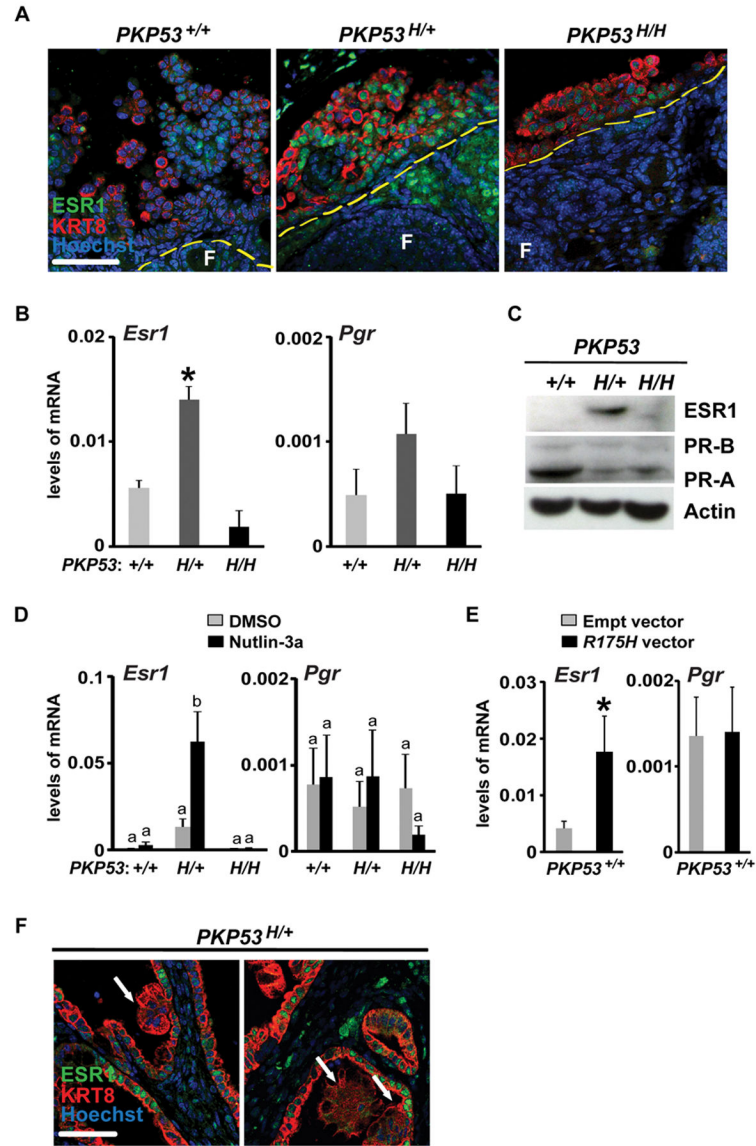 A
PKP53 +/+
PKP53 H/+
PKP53 H/H
ESR1
KRT8
Hoechst
F
F
F
B
Esr1
Pgr
levels of mRNA
0.02
0.01
0
0.002
0.001
0
*
PKP53: +/+ H/+ H/H
+/+ H/+ H/H
C
PKP53
+/+ H/+ H/H
ESR1
PR-B
PR-A
Actin
D
DMSO
Nutlin-3a
Esr1
Pgr
levels of mRNA
0.1
0.05
0
0.002
0.001
0
a a a b a a
a a a a a a
PKP53: +/+ H/+ H/H
+/+ H/+ H/H
E
Empt vector
R175H vector
Esr1
Pgr
levels of mRNA
0.03
0.02
0.01
0
0.002
0.001
0
*
PKP53 +/+
PKP53 +/+
F
PKP53 H/+
ESR1
KRT8
Hoechst